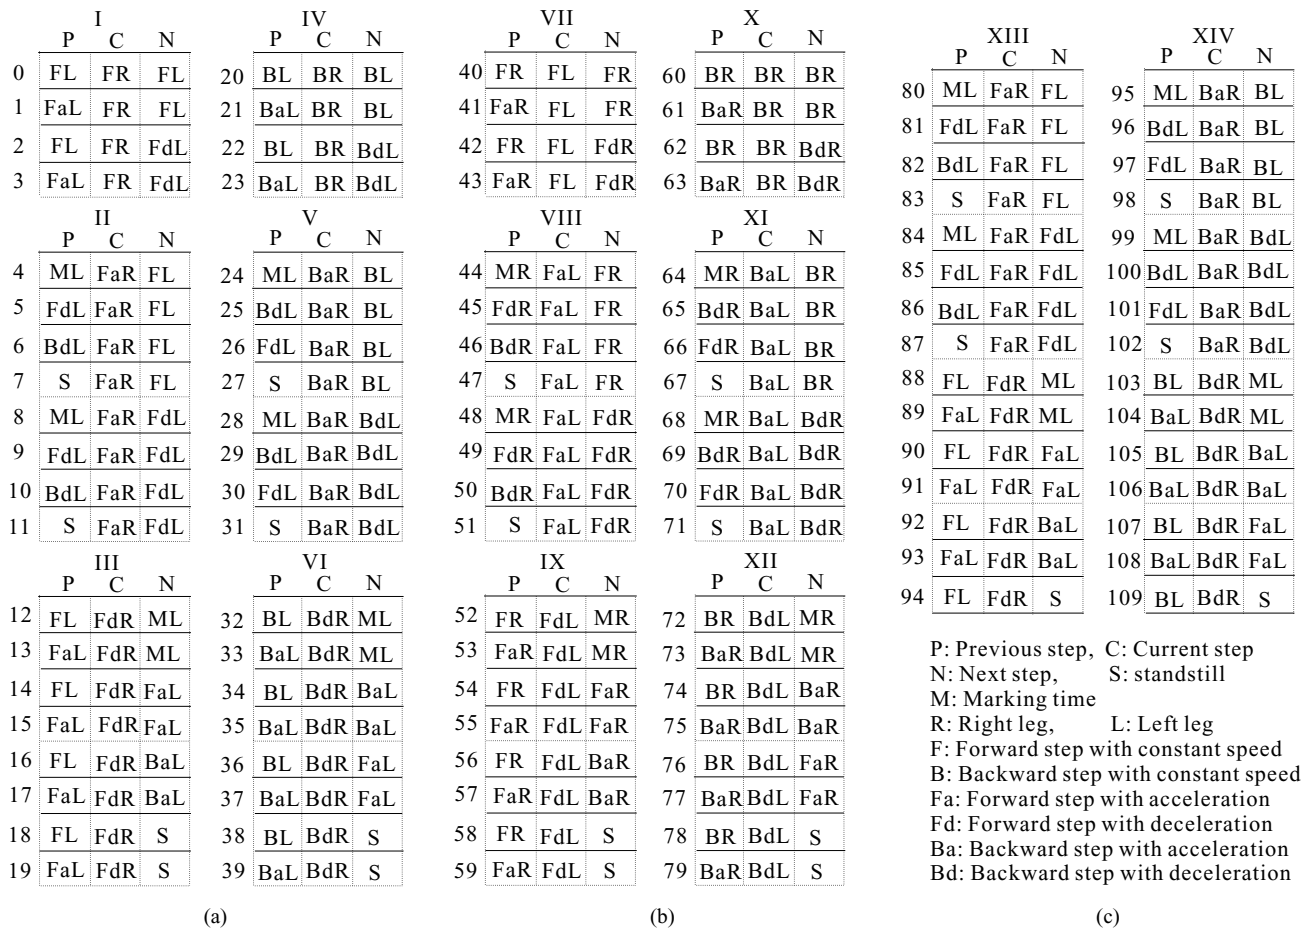 I
P C N
0 FL FR FL
1 FaL FR FL
2 FL FR FdL
3 FaL FR FdL
II
P C N
4 ML FaR FL
5 FdL FaR FL
6 BdL FaR FL
7 S FaR FL
8 ML FaR FdL
9 FdL FaR FdL
10 BdL FaR FdL
11 S FaR FdL
III
P C N
12 FL FdR ML
13 FaL FdR ML
14 FL FdR FaL
15 FaL FdR FaL
16 FL FdR BaL
17 FaL FdR BaL
18 FL FdR S
19 FaL FdR S
IV
P C N
20 BL BR BL
21 BaL BR BL
22 BL BR BdL
23 BaL BR BdL
V
P C N
24 ML BaR BL
25 BdL BaR BL
26 FdL BaR BL
27 S BaR BL
28 ML BaR BdL
29 BdL BaR BdL
30 FdL BaR BdL
31 S BaR BdL
VI
P C N
32 BL BdR ML
33 BaL BdR ML
34 BL BdR BaL
35 BaL BdR BaL
36 BL BdR FaL
37 BaL BdR FaL
38 BL BdR S
39 BaL BdR S
(a)
VII
P C N
40 FR FL FR
41 FaR FL FR
42 FR FL FdR
43 FaR FL FdR
VIII
P C N
44 MR FaL FR
45 FdR FaL FR
46 BdR FaL FR
47 S FaL FR
48 MR FaL FdR
49 FdR FaL FdR
50 BdR FaL FdR
51 S FaL FdR
IX
P C N
52 FR FdL MR
53 FaR FdL MR
54 FR FdL FaR
55 FaR FdL FaR
56 FR FdL BaR
57 FaR FdL BaR
58 FR FdL S
59 FaR FdL S
X
P C N
60 BR BR BR
61 BaR BR BR
62 BR BR BdR
63 BaR BR BdR
XI
P C N
64 MR BaL BR
65 BdR BaL BR
66 FdR BaL BR
67 S BaL BR
68 MR BaL BdR
69 BdR BaL BdR
70 FdR BaL BdR
71 S BaL BdR
XII
P C N
72 BR BdL MR
73 BaR BdL MR
74 BR BdL BaR
75 BaR BdL BaR
76 BR BdL FaR
77 BaR BdL FaR
78 BR BdL S
79 BaR BdL S
(b)
XIII
P C N
80 ML FaR FL
81 FdL FaR FL
82 BdL FaR FL
83 S FaR FL
84 ML FaR FdL
85 FdL FaR FdL
86 BdL FaR FdL
87 S FaR FdL
88 FL FdR ML
89 FaL FdR ML
90 FL FdR FaL
91 FaL FdR FaL
92 FL FdR BaL
93 FaL FdR BaL
94 FL FdR S
XIV
P C N
95 ML BaR BL
96 BdL BaR BL
97 FdL BaR BL
98 S BaR BL
99 ML BaR BdL
100 BdL BaR BdL
101 FdL BaR BdL
102 S BaR BdL
103 BL BdR ML
104 BaL BdR ML
105 BL BdR BaL
106 BaL BdR BaL
107 BL BdR FaL
108 BaL BdR FaL
109 BL BdR S
P: Previous step, C: Current step
N: Next step, S: standstill
M: Marking time
R: Right leg, L: Left leg
F: Forward step with constant speed
B: Backward step with constant speed
Fa: Forward step with acceleration
Fd: Forward step with deceleration
Ba: Backward step with acceleration
Bd: Backward step with deceleration
(c)